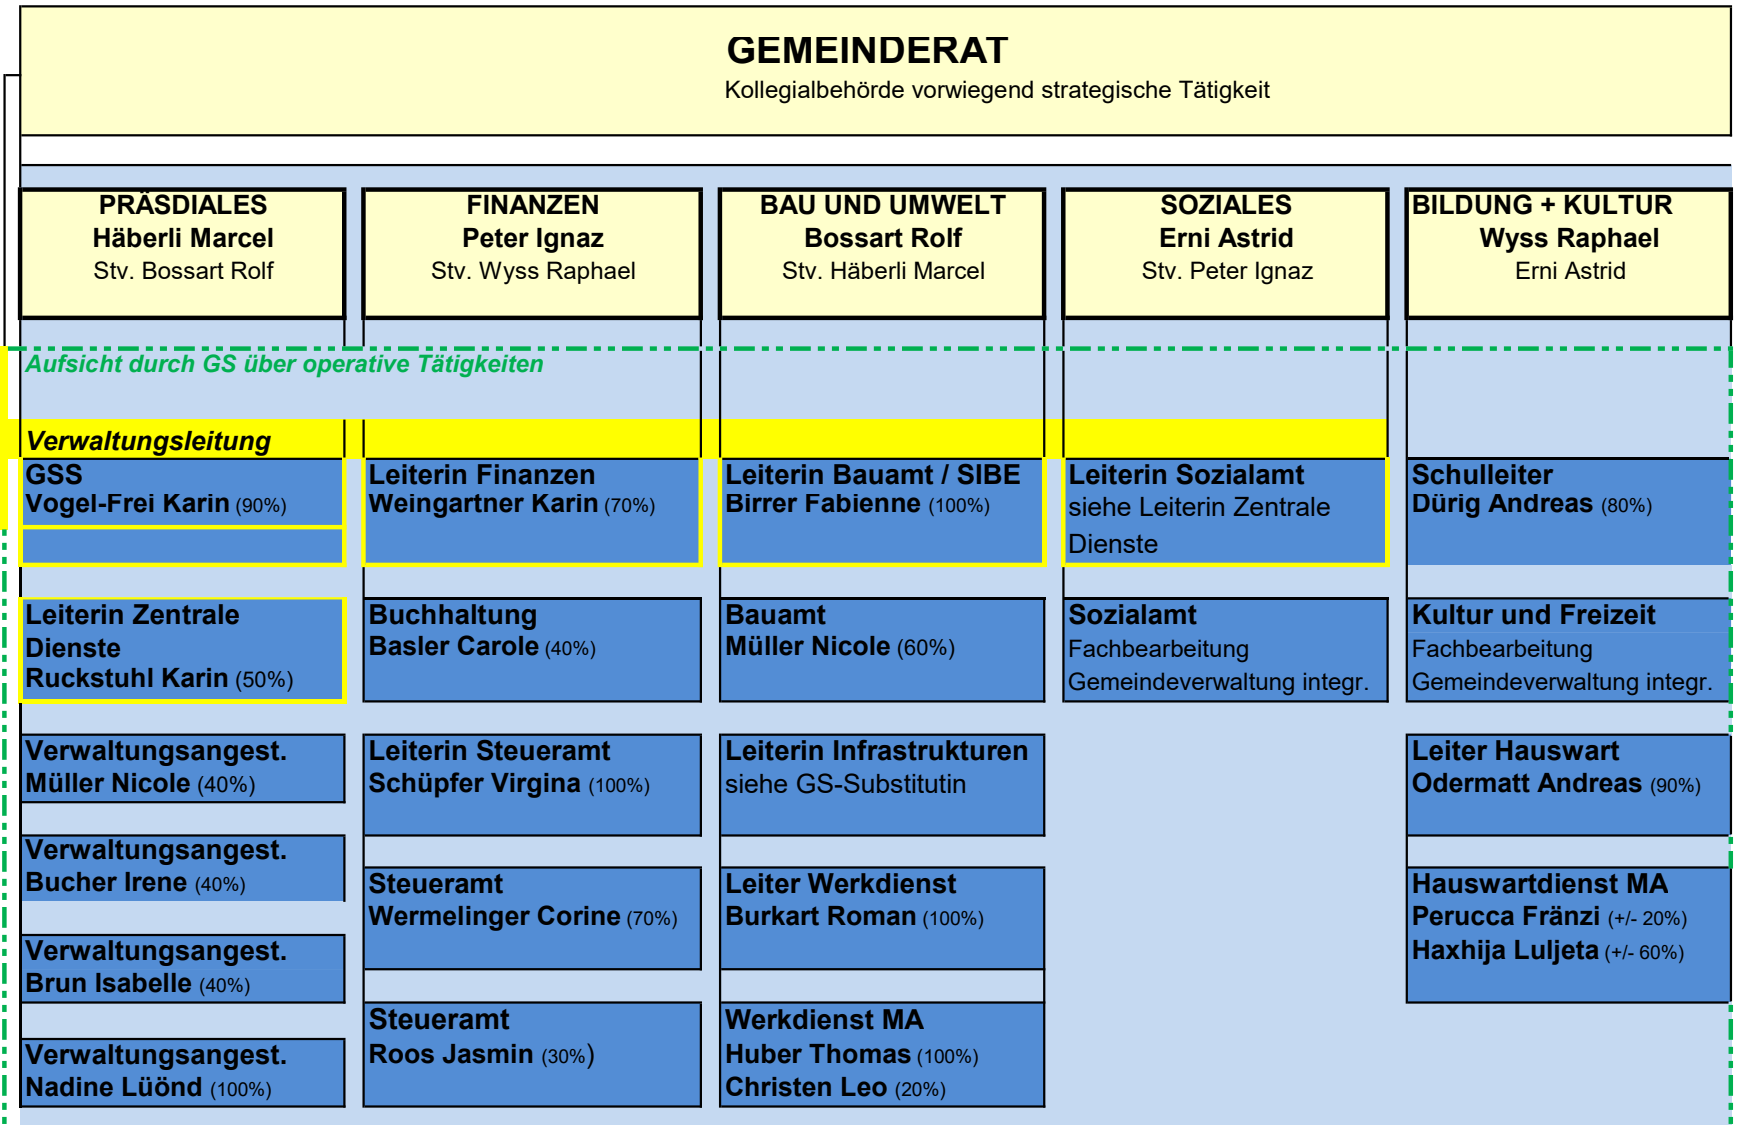 GEMEINDERAT
Kollegialbehörde vorwiegend strategische Tätigkeit
PRÄSDIALES
Häberli Marcel
Stv. Bossart Rolf
FINANZEN
Peter Ignaz
Stv. Wyss Raphael
BAU UND UMWELT
Bossart Rolf
Stv. Häberli Marcel
SOZIALES
Erni Astrid
Stv. Peter Ignaz
BILDUNG + KULTUR
Wyss Raphael
Erni Astrid
Aufsicht durch GS über operative Tätigkeiten
Verwaltungsleitung
GSS
Vogel-Frei Karin (90%)
Leiterin Finanzen
Weingartner Karin (70%)
Leiterin Bauamt / SIBE
Birrer Fabienne (100%)
Leiterin Sozialamt
siehe Leiterin Zentrale
Dienste
Schulleiter
Dürig Andreas (80%)
Leiterin Zentrale
Dienste
Ruckstuhl Karin (50%)
Buchhaltung
Basler Carole (40%)
Bauamt
Müller Nicole (60%)
Sozialamt
Fachbearbeitung
Gemeindeverwaltung integr.
Kultur und Freizeit
Fachbearbeitung
Gemeindeverwaltung integr.
Verwaltungsangest.
Müller Nicole (40%)
Leiterin Steueramt
Schüpfer Virgina (100%)
Leiterin Infrastrukturen
siehe GS-Substitutin
Leiter Hauswart
Odermatt Andreas (90%)
Verwaltungsangest.
Bucher Irene (40%)
Steueramt
Wermelinger Corine (70%)
Leiter Werkdienst
Burkart Roman (100%)
Hauswartdienst MA
Perucca Fränzi (+/- 20%)
Haxhija Luljeta (+/- 60%)
Verwaltungsangest.
Brun Isabelle (40%)
Steueramt
Roos Jasmin (30%)
Werkdienst MA
Huber Thomas (100%)
Christen Leo (20%)
Verwaltungsangest.
Nadine Lüönd (100%)